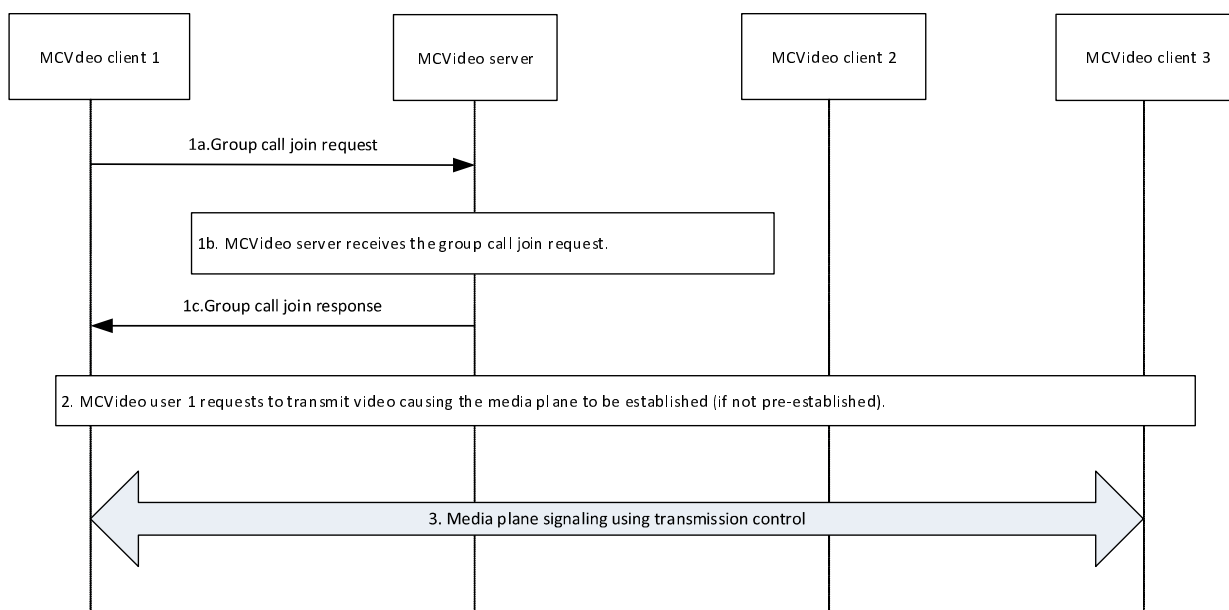 MCVdeo client 1
MCVideo server
MCVideo client 2
MCVideo client 3
1a.Group call join request
1b. MCVideo server receives the group call join request.
1c.Group call join response
2. MCVideo user 1 requests to transmit video causing the media plane to be established (if not pre-established).
3. Media plane signaling using transmission control